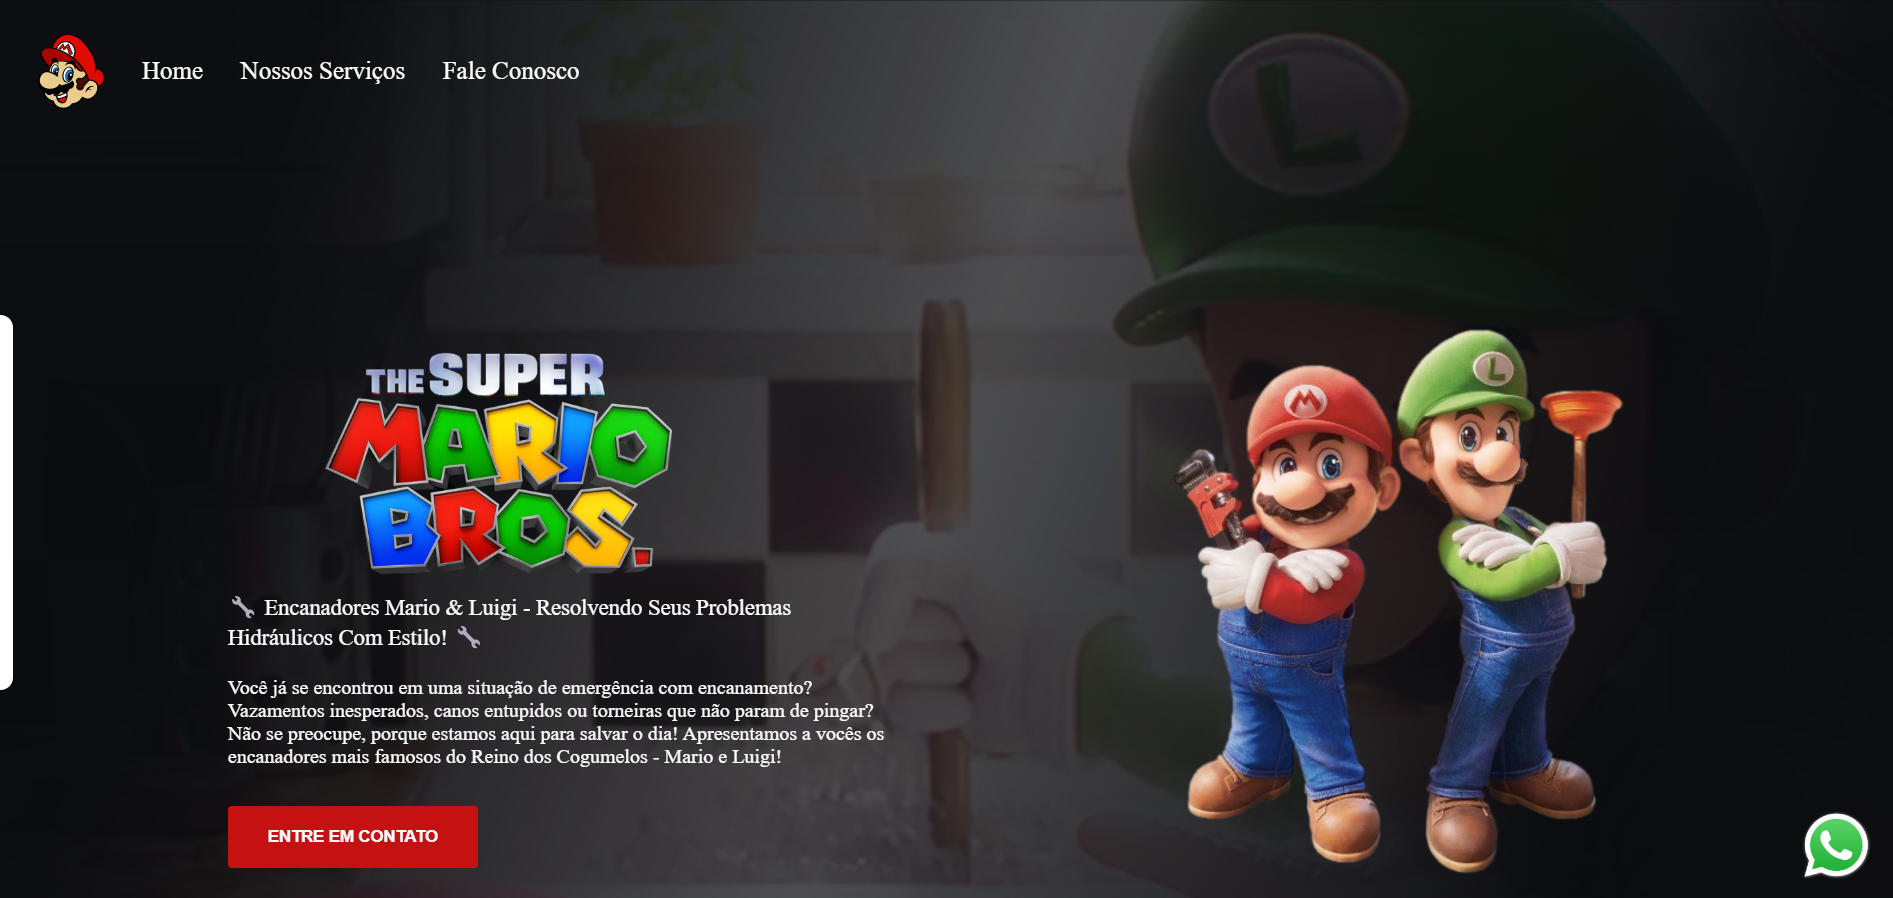 Home
Nossos Serviços
Fale Conosco
L
THE SUPER
MARIO
BROS.
M
L
🔧 Encanadores Mario & Luigi - Resolvendo Seus Problemas
Hidráulicos Com Estilo! 🔧
Você já se encontrou em uma situação de emergência com encanamento?
Vazamentos inesperados, canos entupidos ou torneiras que não param de pingar?
Não se preocupe, porque estamos aqui para salvar o dia! Apresentamos a vocês os
encanadores mais famosos do Reino dos Cogumelos - Mario e Luigi!
ENTRE EM CONTATO